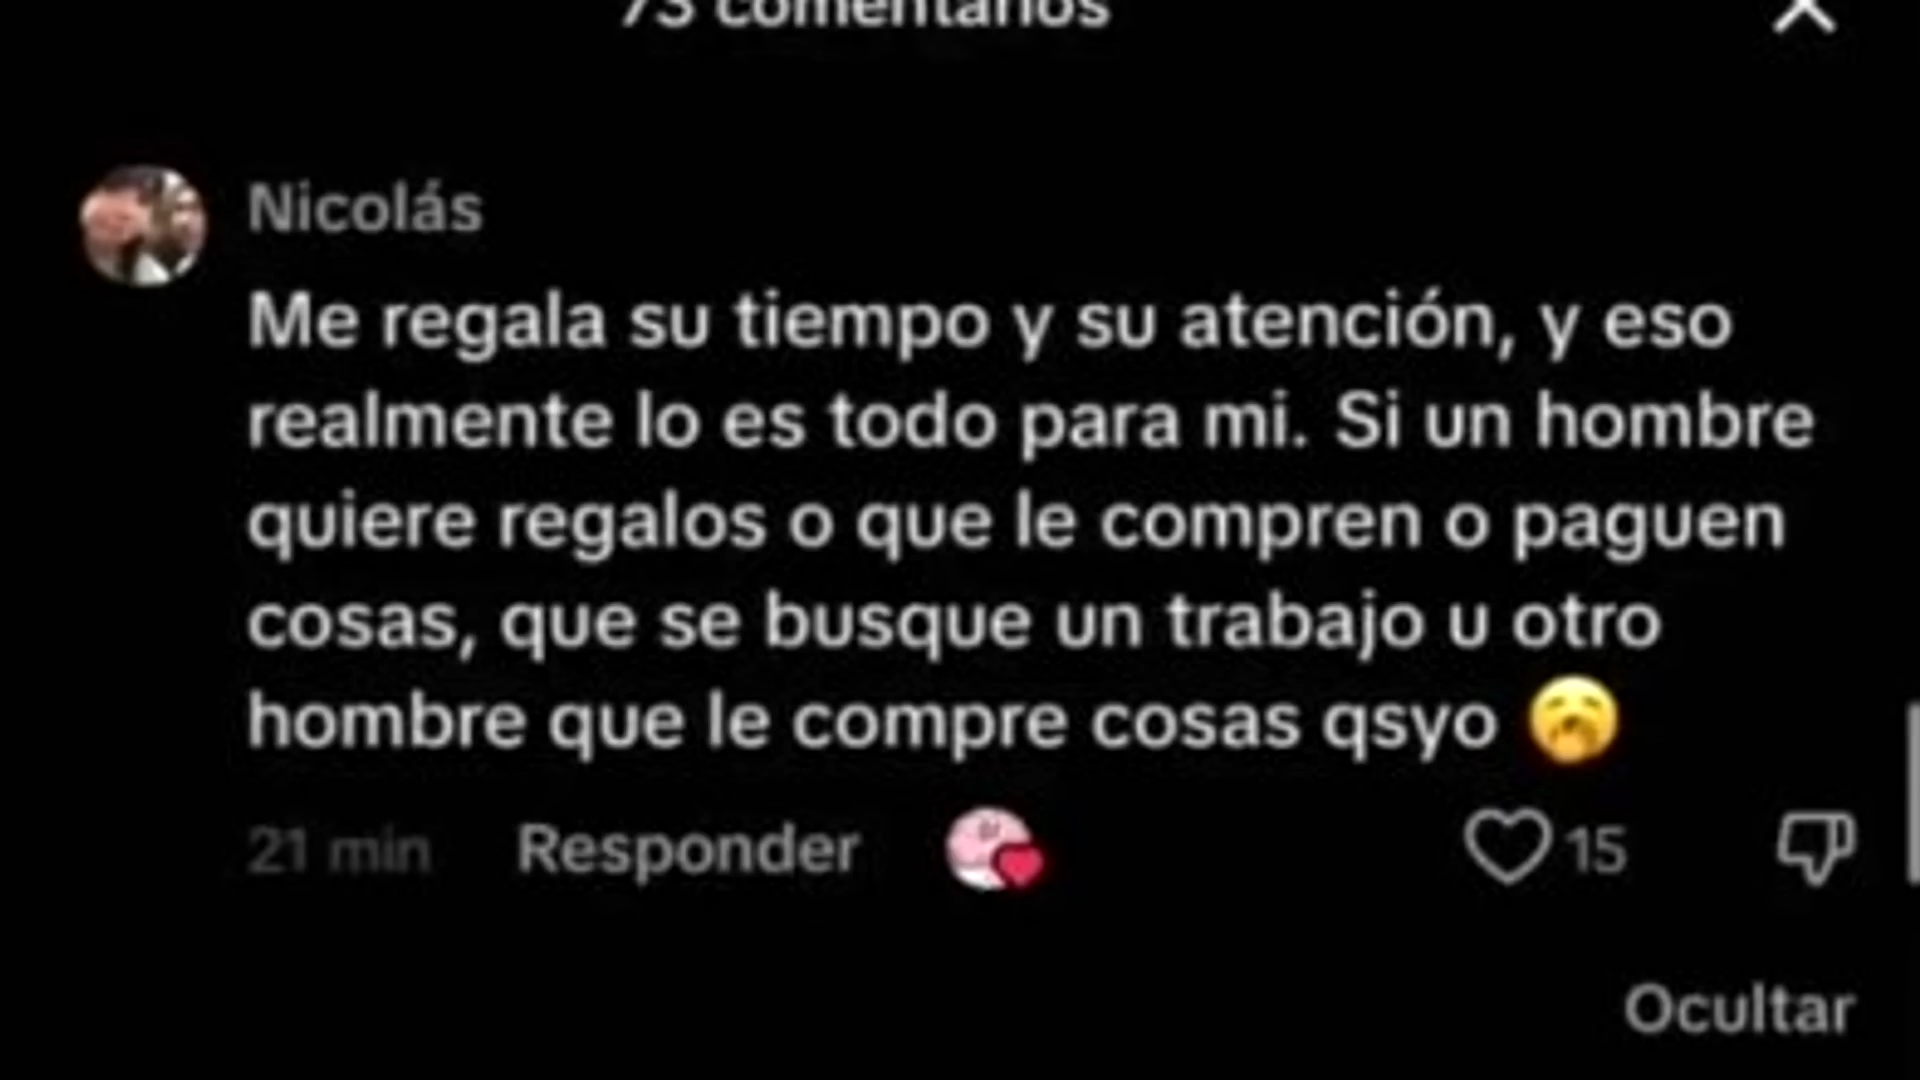 73 comentarios
Nicolás
Me regala su tiempo y su atención, y eso
realmente lo es todo para mi. Si un hombre
quiere regalos o que le compren o paguen
cosas, que se busque un trabajo u otro
hombre que le compre cosas qsyo 🥱
21 min Responder 15
Ocultar